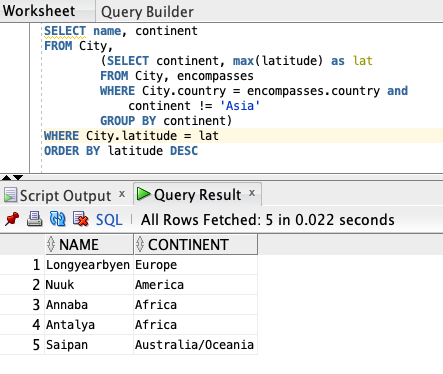 Worksheet Query Builder
SELECT name, continent
FROM City,
(SELECT continent, max(latitude) as lat
FROM City, encompasses
WHERE City.country = encompasses.country and
continent != 'Asia'
GROUP BY continent)
WHERE City.latitude = lat
ORDER BY latitude DESC
Script Output x Query Result x
SQL All Rows Fetched: 5 in 0.022 seconds
NAME CONTINENT
1 Longyearbyen Europe
2 Nuuk America
3 Annaba Africa
4 Antalya Africa
5 Saipan Australia/Oceania